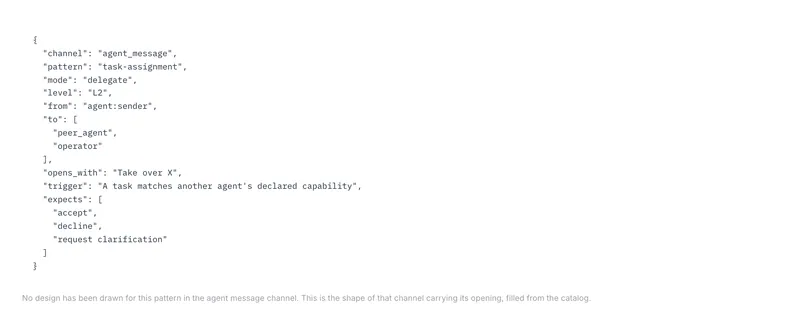 {
  "channel": "agent_message",
  "pattern": "task-assignment",
  "mode": "delegate",
  "level": "L2",
  "from": "agent:sender",
  "to": [
    "peer_agent",
    "operator"
  ],
  "opens_with": "Take over X",
  "trigger": "A task matches another agent's declared capability",
  "expects": [
    "accept",
    "decline",
    "request clarification"
  ]
}
No design has been drawn for this pattern in the agent message channel. This is the shape of that channel carrying its opening, filled from the catalog.